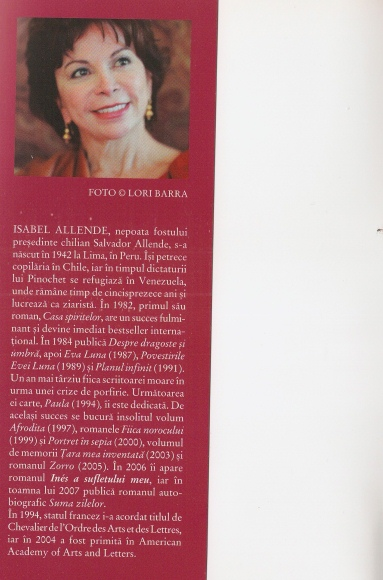 FOTO © LORI BARRA
ISABEL ALLENDE, nepoata fostului
președinte chilian Salvador Allende, s-a
născut în 1942 la Lima, în Peru. Își petrece
copilăria în Chile, iar în timpul dictaturii
lui Pinochet se refugiază în Venezuela,
unde rămâne timp de cincisprezece ani și
lucrează ca ziaristă. În 1982, primul său
roman, Casa spiritelor, are un succes fulmi-
nant și devine imediat bestseller interna-
țional. În 1984 publică Despre dragoste și
umbră, apoi Eva Luna (1987), Povestirile
Evei Luna (1989) și Planul infinit (1991).
Un an mai târziu fiica scriitoarei moare în
urma unei crize de porfirie. Următoarea
ei carte, Paula (1994), îi este dedicată. De
același succes se bucură insolitul volum
Afrodita (1997), romanele Fiica norocului
(1999) și Portret în sepia (2000), volumul
de memorii Țara mea inventată (2003) și
romanul Zorro (2005). În 2006 îi apare
romanul Inés a sufletului meu, iar în
toamna lui 2007 publică romanul auto-
biografic Suma zilelor.
În 1994, statul francez i-a acordat titlul de
Chevalier de l'Ordre des Arts et des Lettres,
iar în 2004 a fost primită în American
Academy of Arts and Letters.